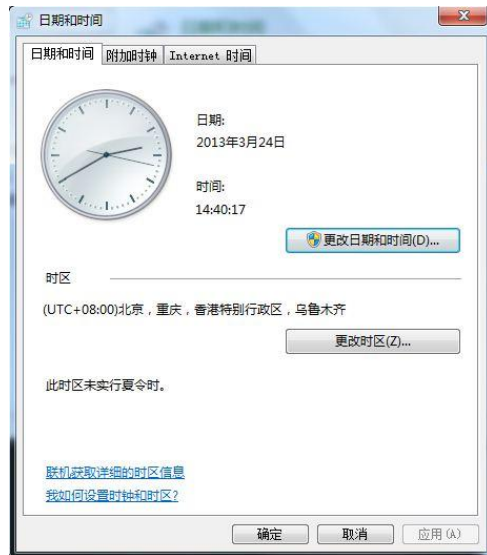 日期和时间
日期和时间 附加时钟 Internet 时间
日期:
2013年3月24日
时间:
14:40:17
更改日期和时间(D)...
时区
(UTC+08:00)北京，重庆，香港特别行政区，乌鲁木齐
更改时区(Z)...
此时区未实行夏令时。
联机获取详细的时区信息
我如何设置时钟和时区?
确定 取消 应用(A)